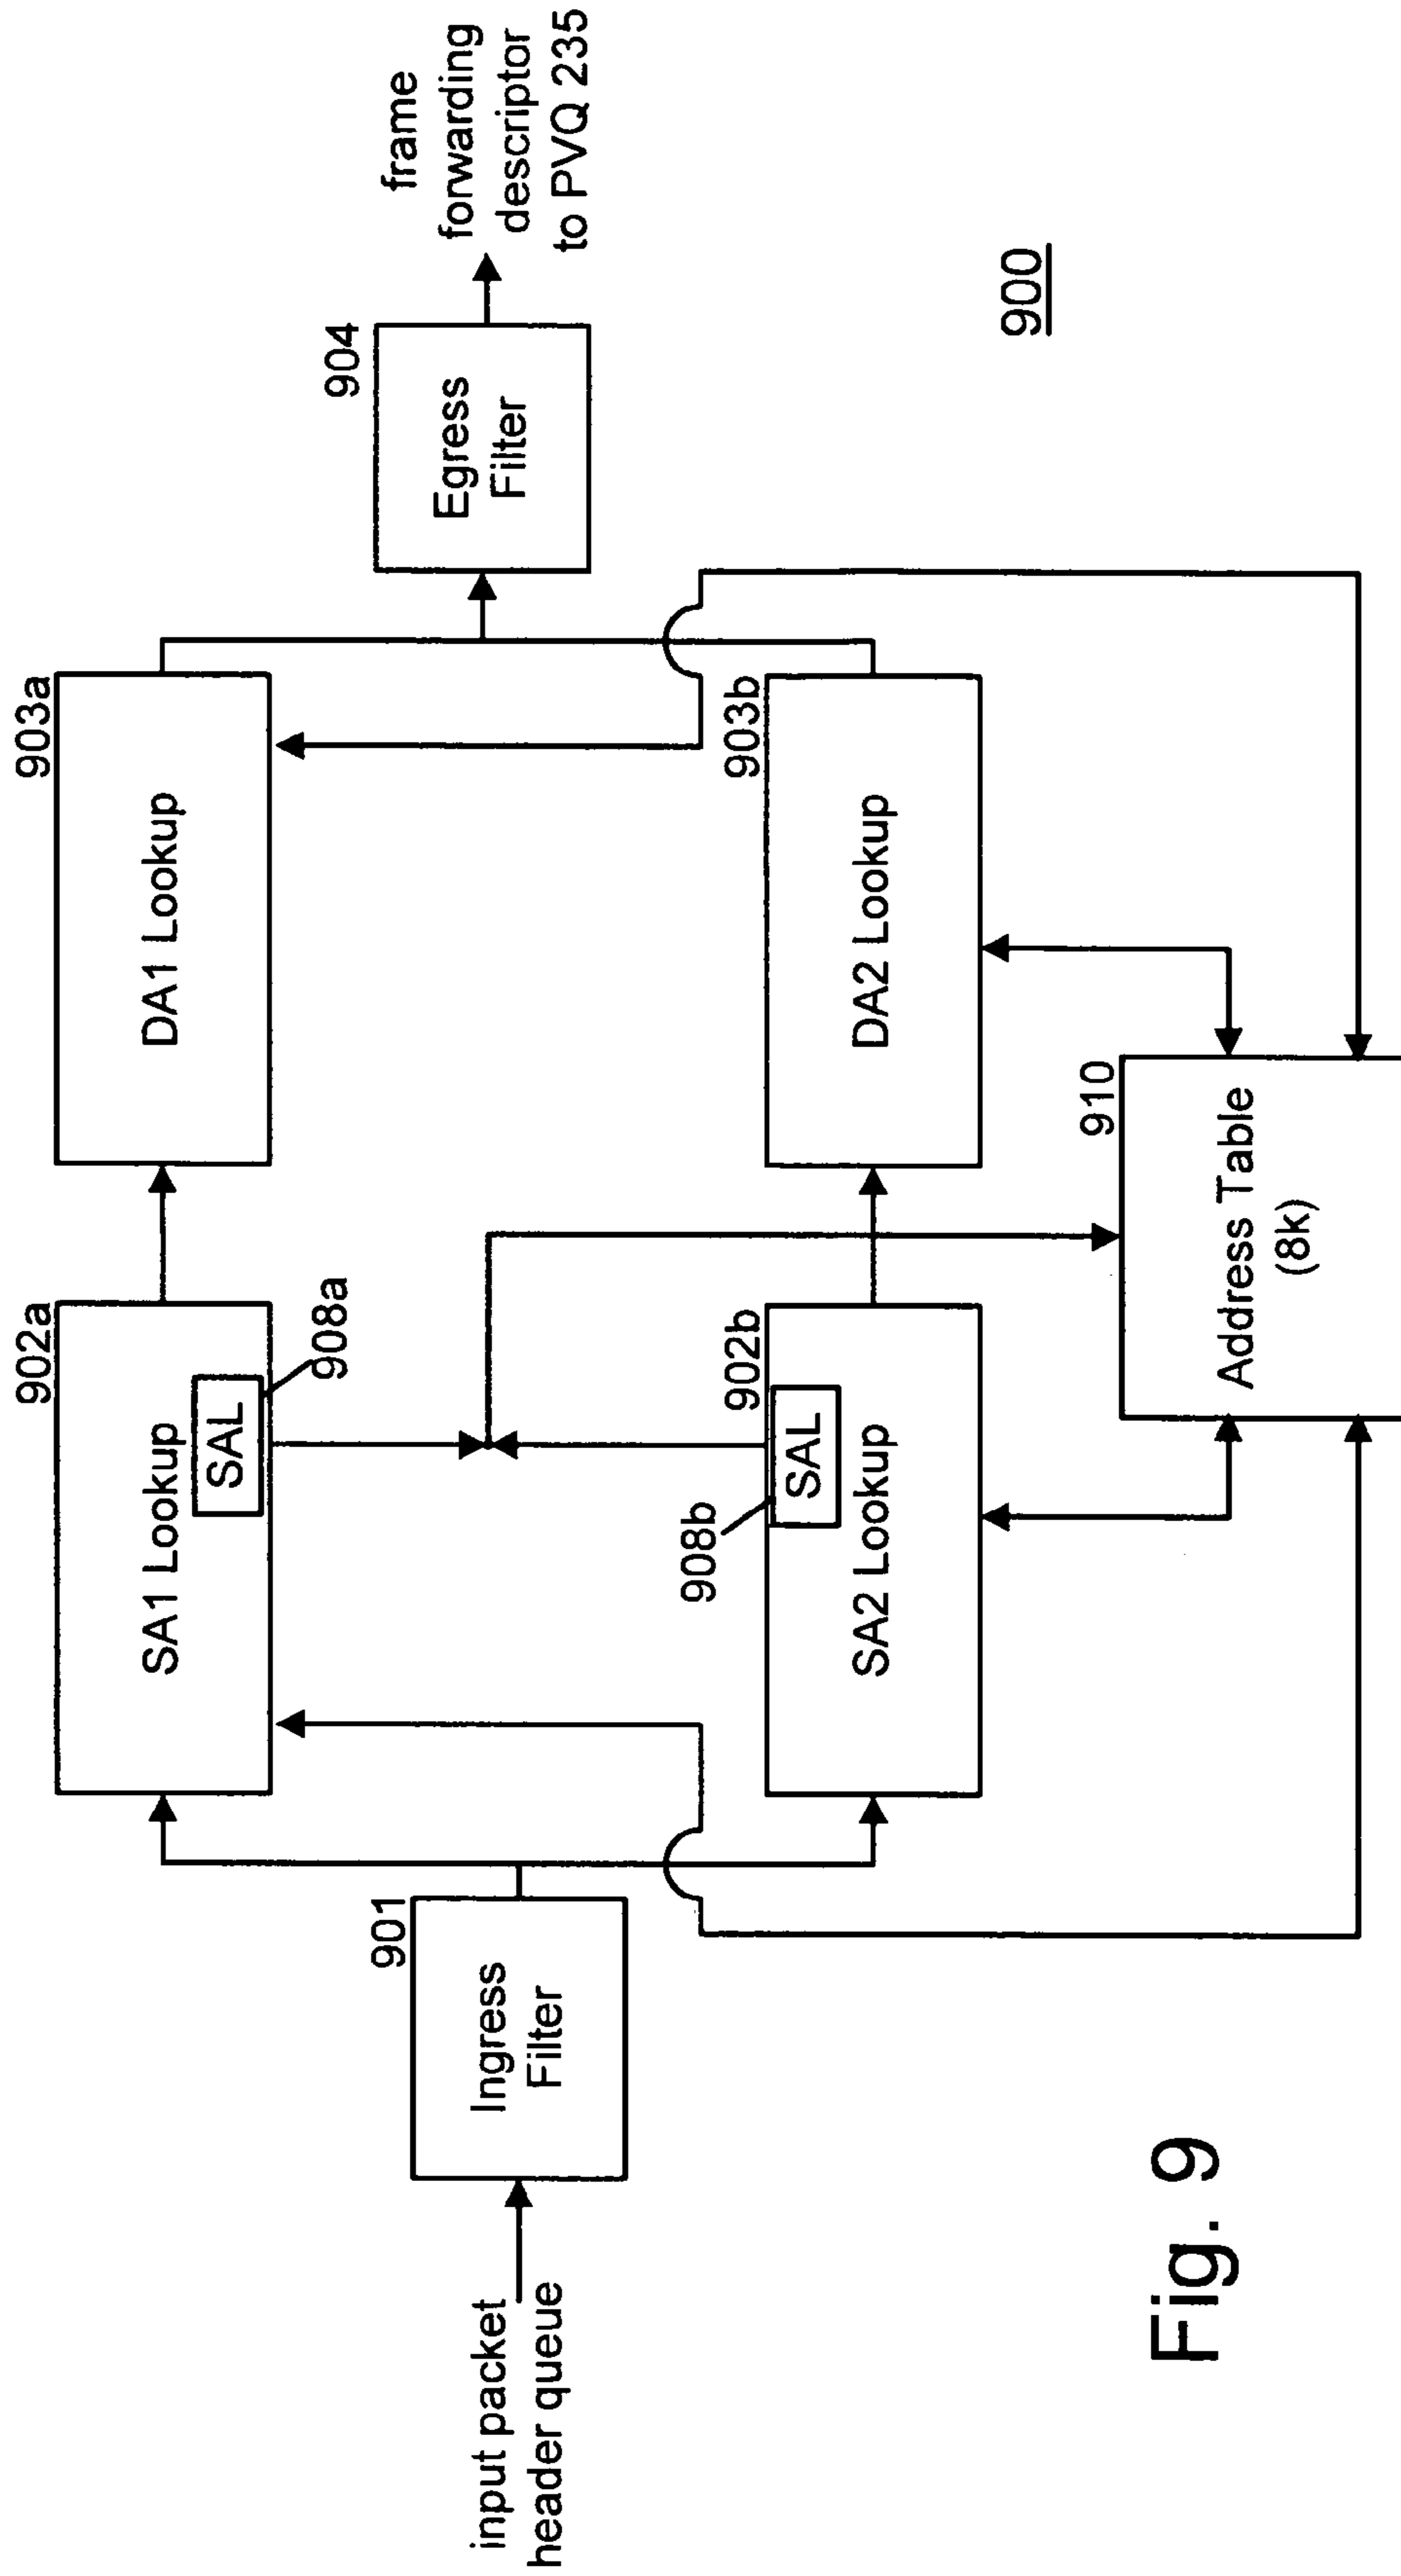 902a
SA1 Lookup
SAL
908a
903a
DA1 Lookup
904
Egress
Filter
frame
forwarding
descriptor
to PVQ 235
901
Ingress
Filter
input packet
header queue
908b
902b
SAL
SA2 Lookup
903b
DA2 Lookup
910
Address Table
(8k)
900
Fig. 9